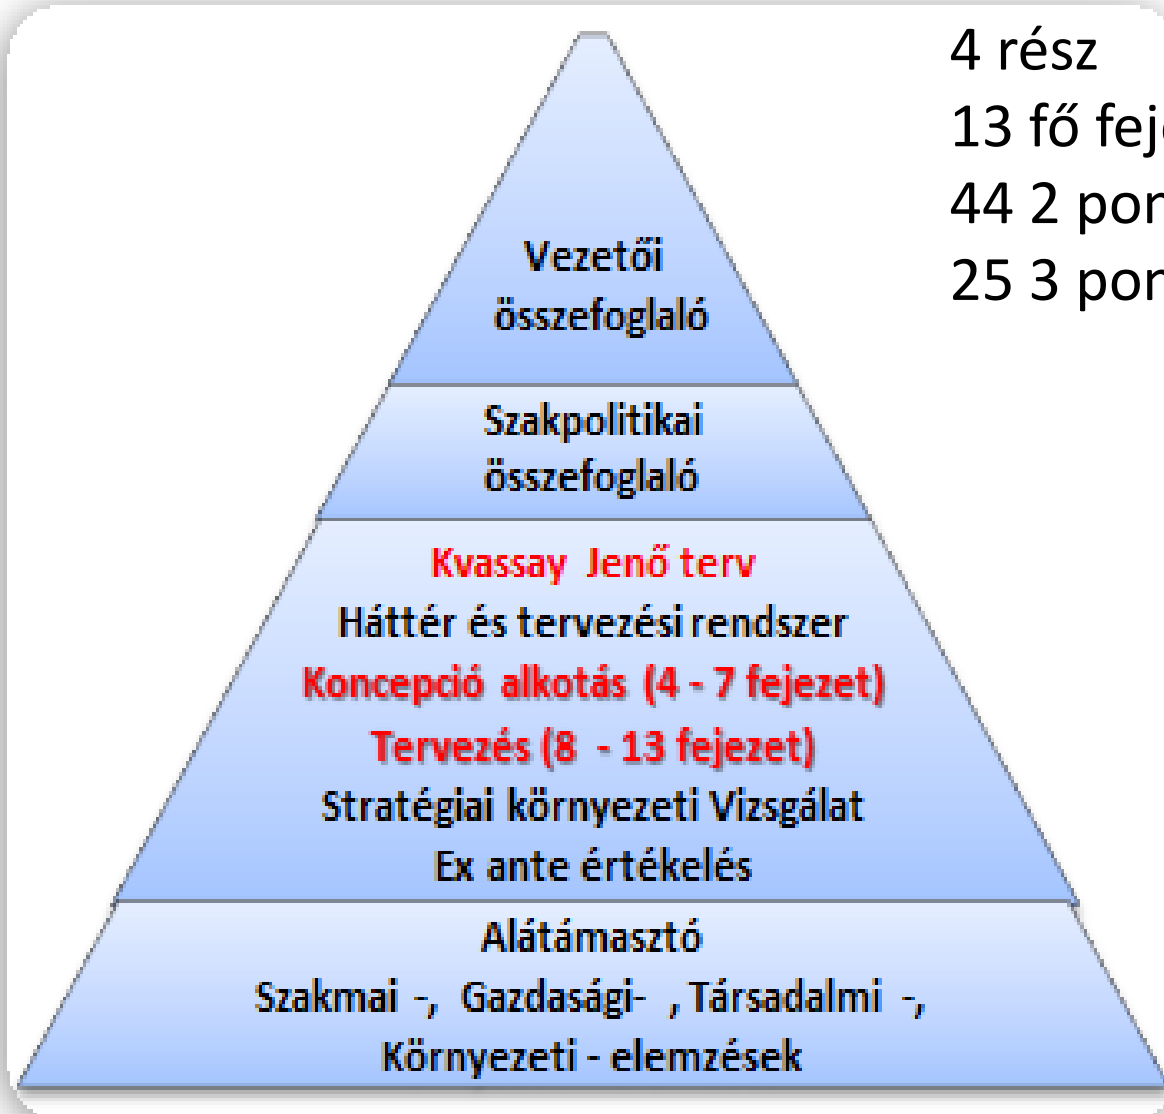 4 rész
13 fő
44 2
25 3
Vezetői
összefoglaló
Szakpolitikai
összefoglaló
Kvassay Jenő terv
Háttér és tervezési rendszer
Koncepció alkotás (4 - 7 fejezet)
Tervezés (8 - 13 fejezet)
Stratégiai környezeti Vizsgálat
Ex ante értékelés
Alátámasztó
Szakmai -, Gazdasági- , Társadalmi -,
Környezeti - elemzések